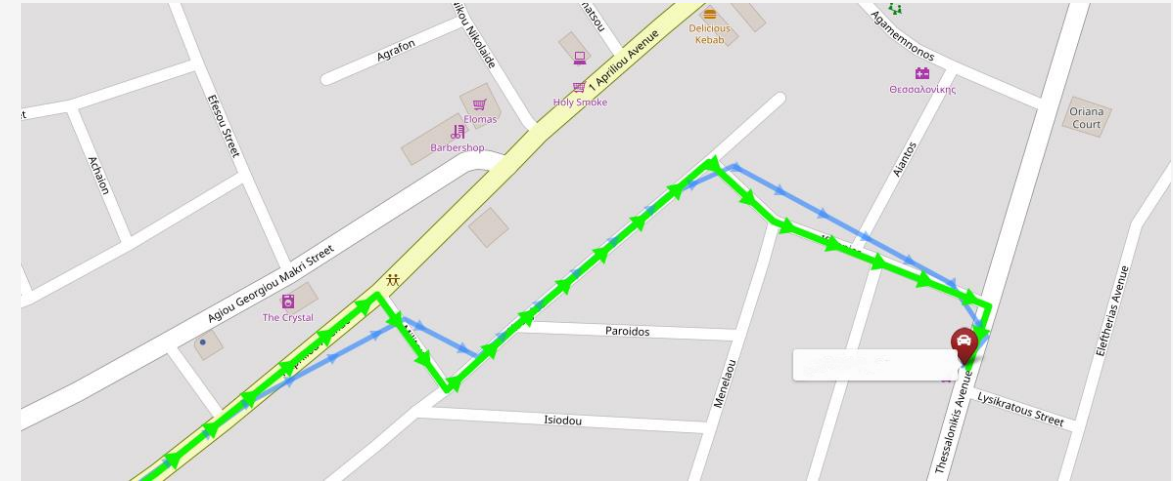 Agrafon
Nikolaide
1 Apriliou Avenue
Delicious
Kebab
Agamemnonos
Θεσσαλονίκης
Oriana
Court
Holy Smoke
Elomas
Barbershop
Efesou Street
Achaion
Aiantos
Agiou Georgiou Makri Street
The Crystal
Paroidos
Menelaou
Isiodou
Eleftherias Avenue
Lysikratous Street
Thessalonikis Avenue